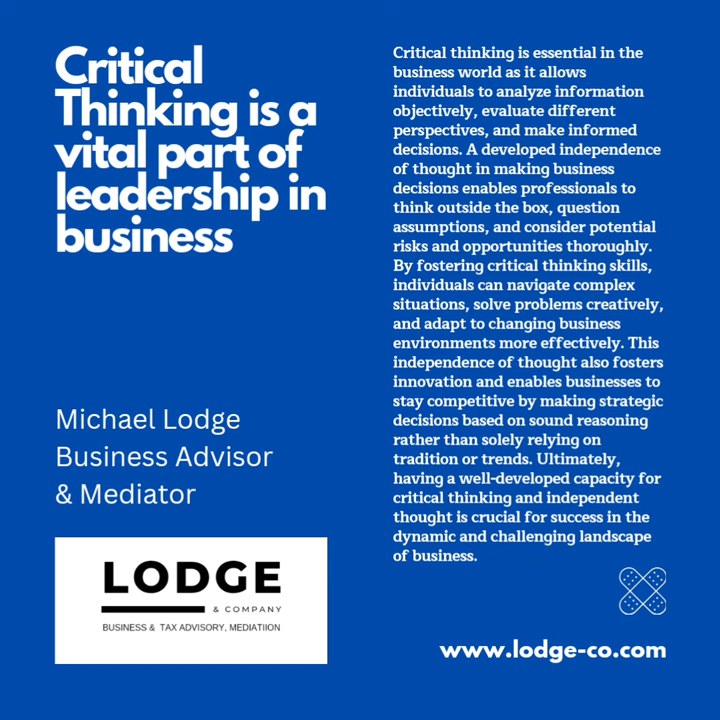 Critical
Thinking is a
vital part of
leadership in
business
Michael Lodge
Business Advisor
& Mediator
LODGE
& COMPANY
BUSINESS & TAX ADVISORY, MEDIATIION
Critical thinking is essential in the
business world as it allows
individuals to analyze information
objectively, evaluate different
perspectives, and make informed
decisions. A developed independence
of thought in making business
decisions enables professionals to
think outside the box, question
assumptions, and consider potential
risks and opportunities thoroughly.
By fostering critical thinking skills,
individuals can navigate complex
situations, solve problems creatively,
and adapt to changing business
environments more effectively. This
independence of thought also fosters
innovation and enables businesses to
stay competitive by making strategic
decisions based on sound reasoning
rather than solely relying on
tradition or trends. Ultimately,
having a well-developed capacity for
critical thinking and independent
thought is crucial for success in the
dynamic and challenging landscape
of business.
www.lodge-co.com